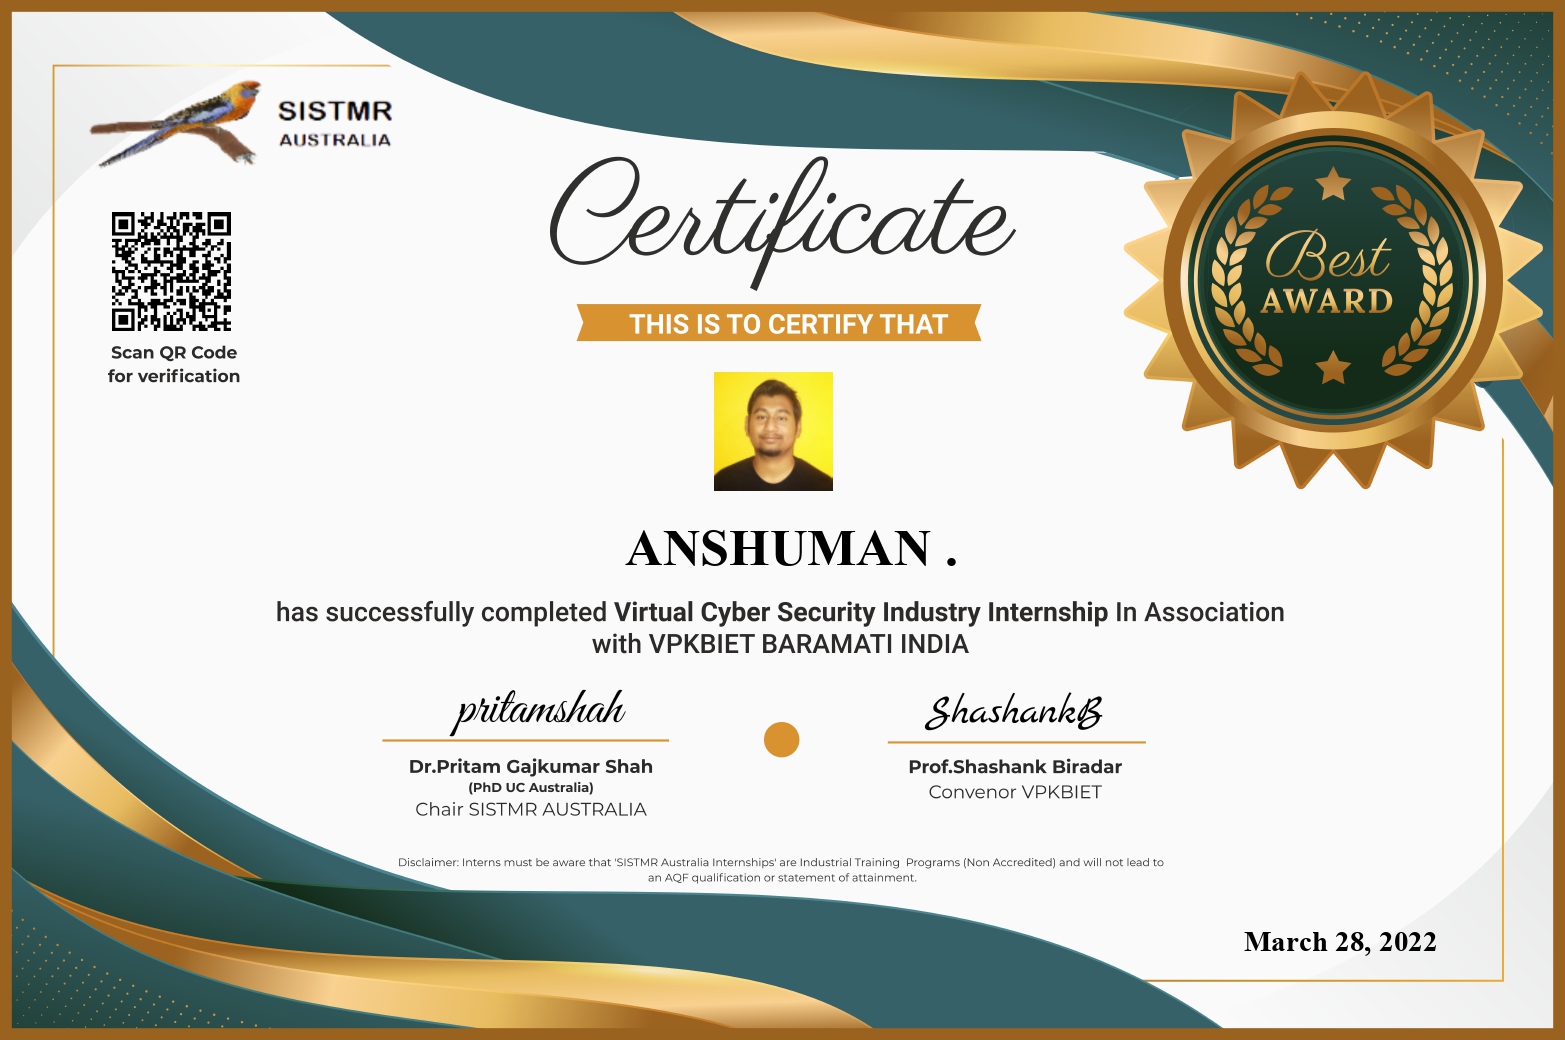 SISTMR
AUSTRALIA
Scan QR Code
for verification
Certificate
THIS IS TO CERTIFY THAT
Best
AWARD
ANSHUMAN .
has successfully completed Virtual Cyber Security Industry Internship In Association
with VPKBIET BARAMATI INDIA
pritamshah
Dr.Pritam Gajkumar Shah
(PhD UC Australia)
Chair SISTMR AUSTRALIA
ShashankB
Prof.Shashank Biradar
Convenor VPKBIET
Disclaimer: Interns must be aware that 'SISTMR Australia Internships' are Industrial Training  Programs (Non Accredited) and will not lead to
an AQF qualification or statement of attainment.
March 28, 2022